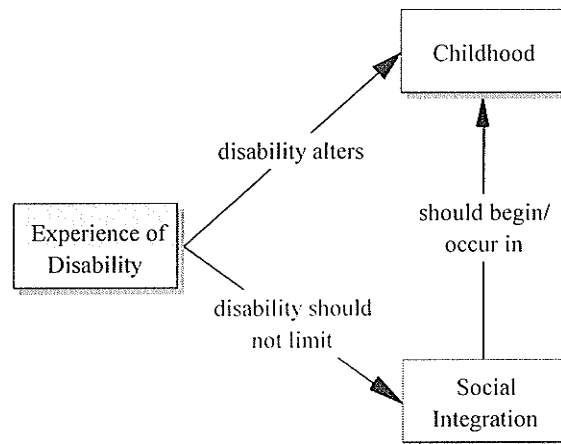 Childhood
disability alters
should begin/
occur in
Experience of
Disability
disability should
not limit
Social
Integration